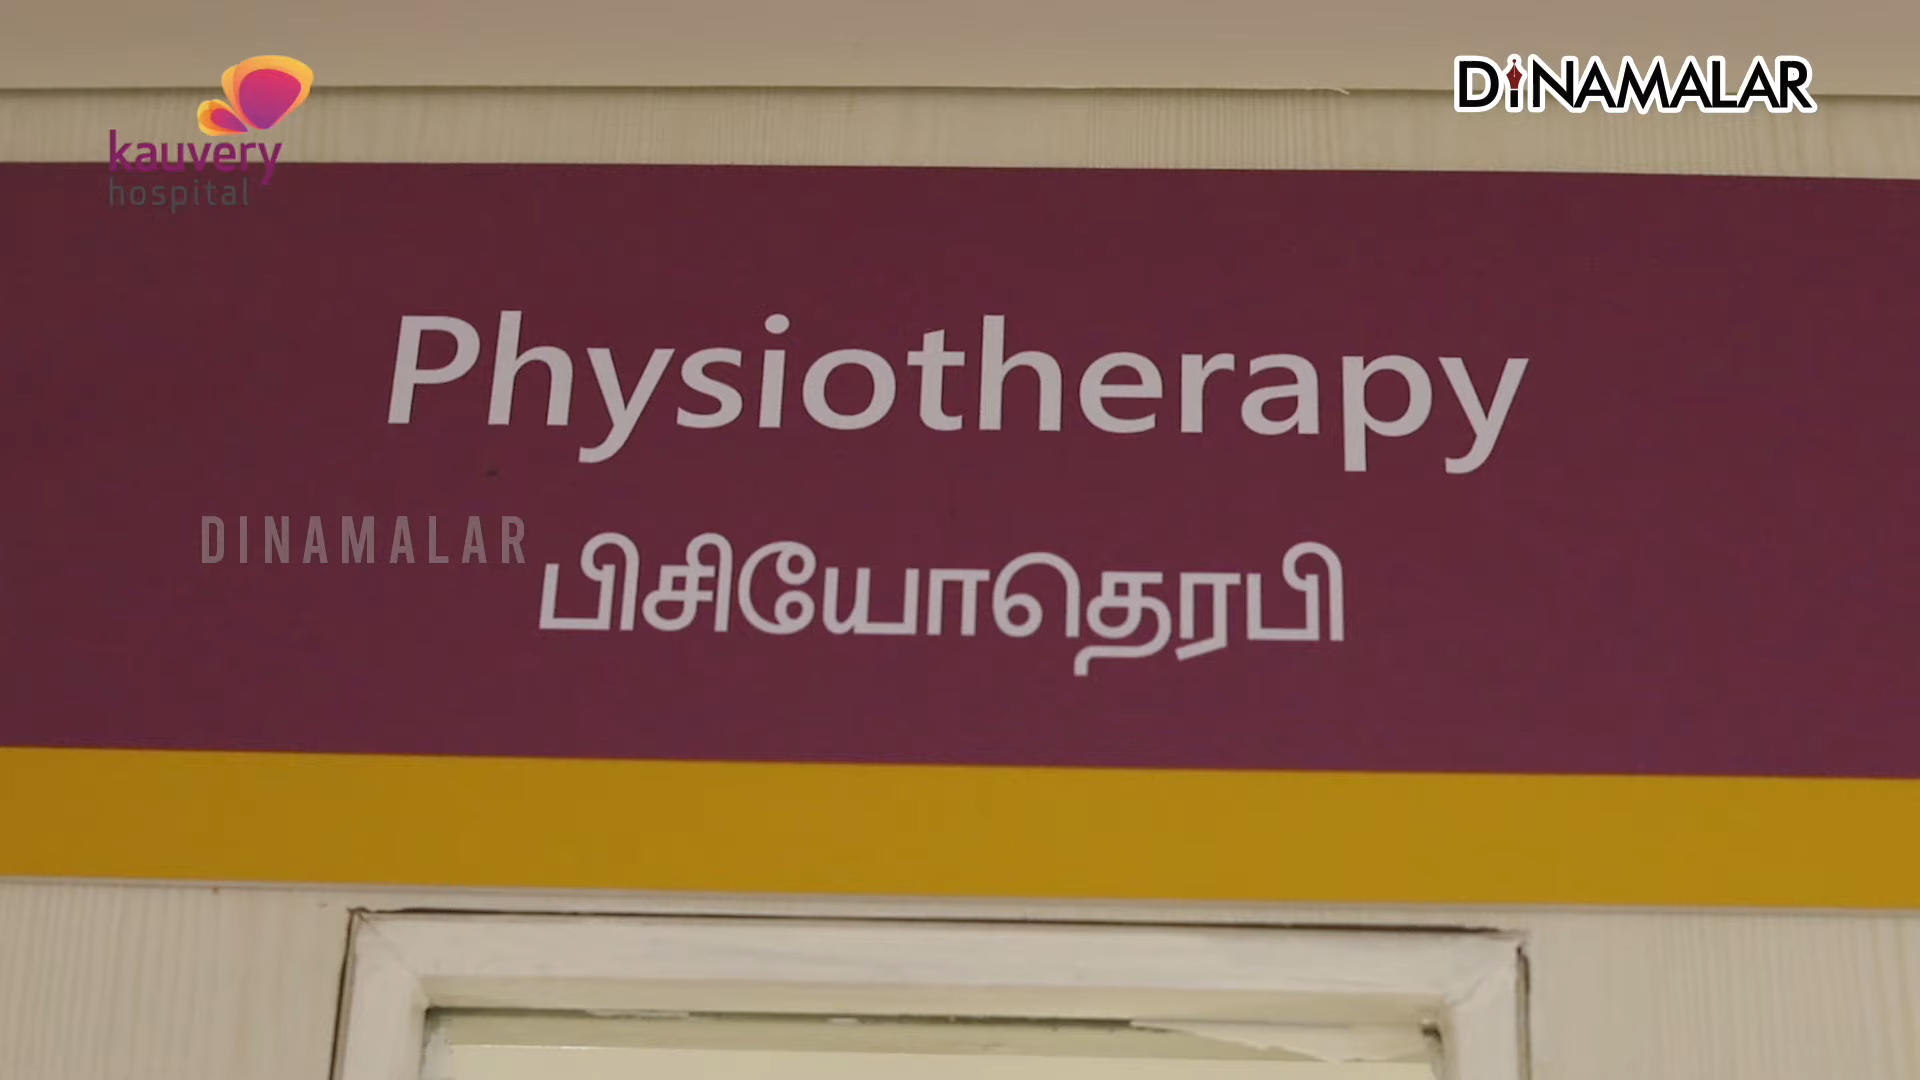 kauvery
hospital
DINAMALAR
Physiotherapy
DINAMALAR
பிசியோதெரபி